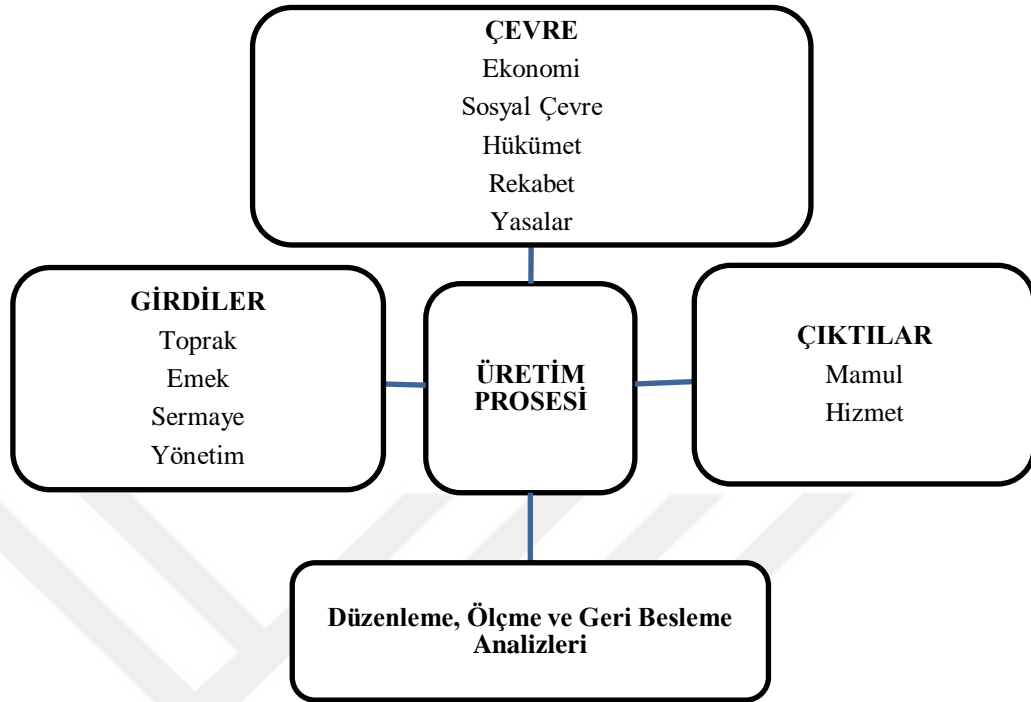 ÇEVRE
Ekonomi
Sosyal Çevre
Hükümet
Rekabet
Yasalar
GİRDİLER
Toprak
Emek
Sermaye
Yönetim
ÜRETİM
PROSESİ
ÇIKTILAR
Mamul
Hizmet
Düzenleme, Ölçme ve Geri Besleme
Analizleri